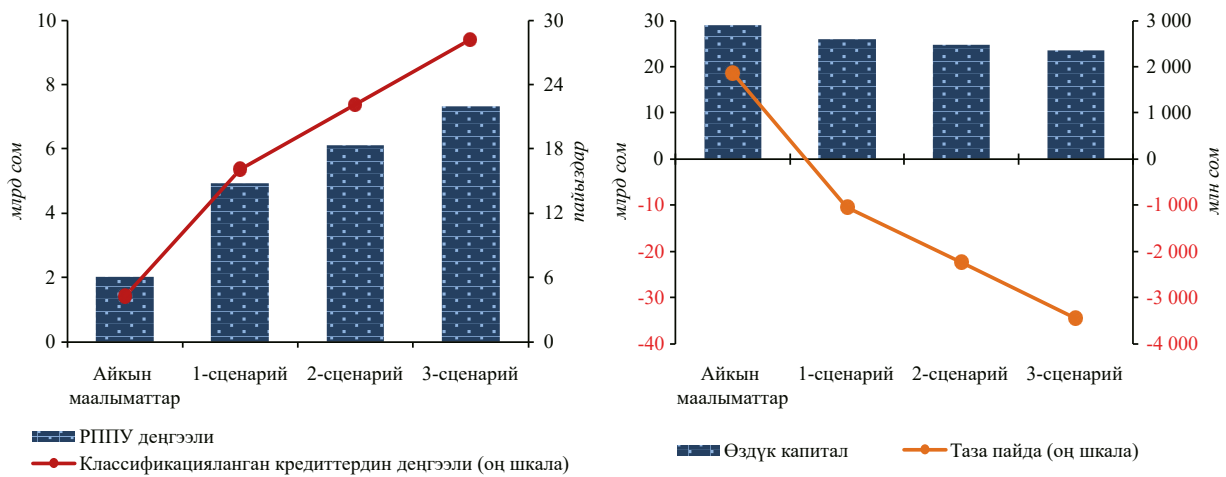 10
8
6
4
2
0
млрд сом
30
24
18
12
6
0
пайыздар
Айкын маалыматтар
1-сценарий
2-сценарий
3-сценарий
РППУ деңгээли
Классификацияланган кредиттердин деңгээли (оң шкала)
30
20
10
0
-10
-20
-30
-40
млрд сом
3 000
2 000
1 000
0
-1 000
-2 000
-3 000
-4 000
млн сом
Айкын маалыматтар
1-сценарий
2-сценарий
3-сценарий
Өздүк капитал
Таза пайда (оң шкала)